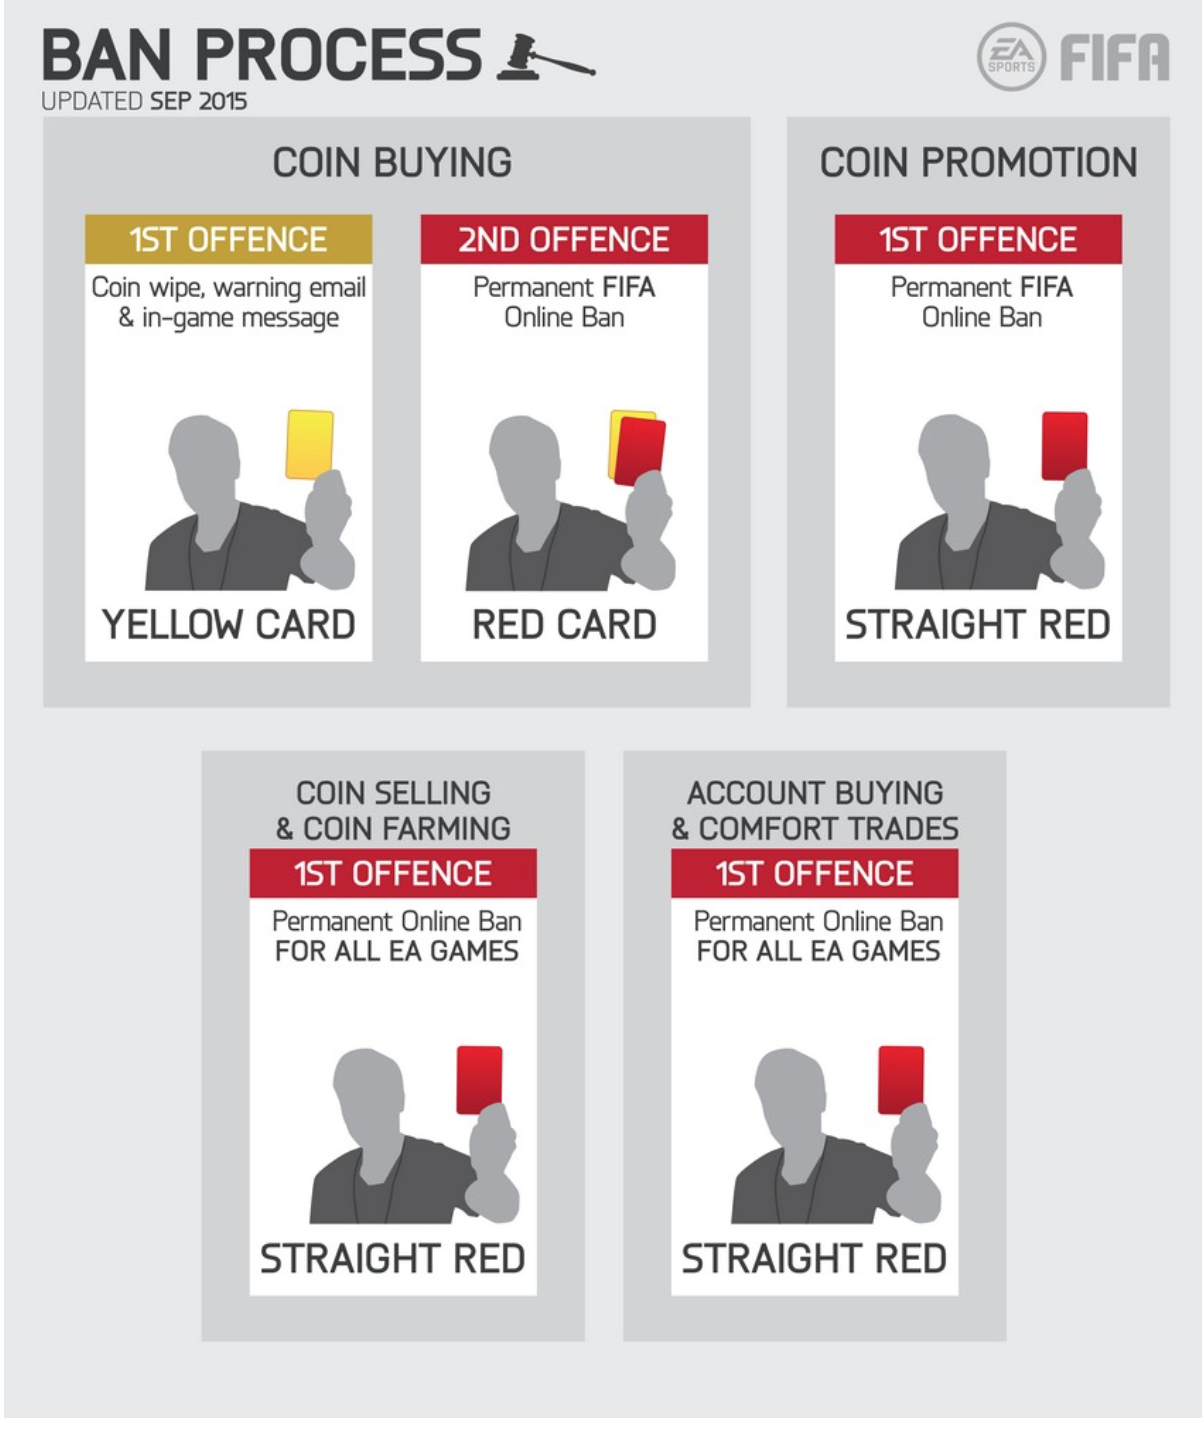 BAN PROCESS
UPDATED SEP 2015
EA
SPORTS
FIFA
COIN BUYING
1ST OFFENCE
Coin wipe, warning email
& in-game message
YELLOW CARD
2ND OFFENCE
Permanent FIFA
Online Ban
RED CARD
COIN PROMOTION
1ST OFFENCE
Permanent FIFA
Online Ban
STRAIGHT RED
COIN SELLING
& COIN FARMING
1ST OFFENCE
Permanent Online Ban
FOR ALL EA GAMES
STRAIGHT RED
ACCOUNT BUYING
& COMFORT TRADES
1ST OFFENCE
Permanent Online Ban
FOR ALL EA GAMES
STRAIGHT RED